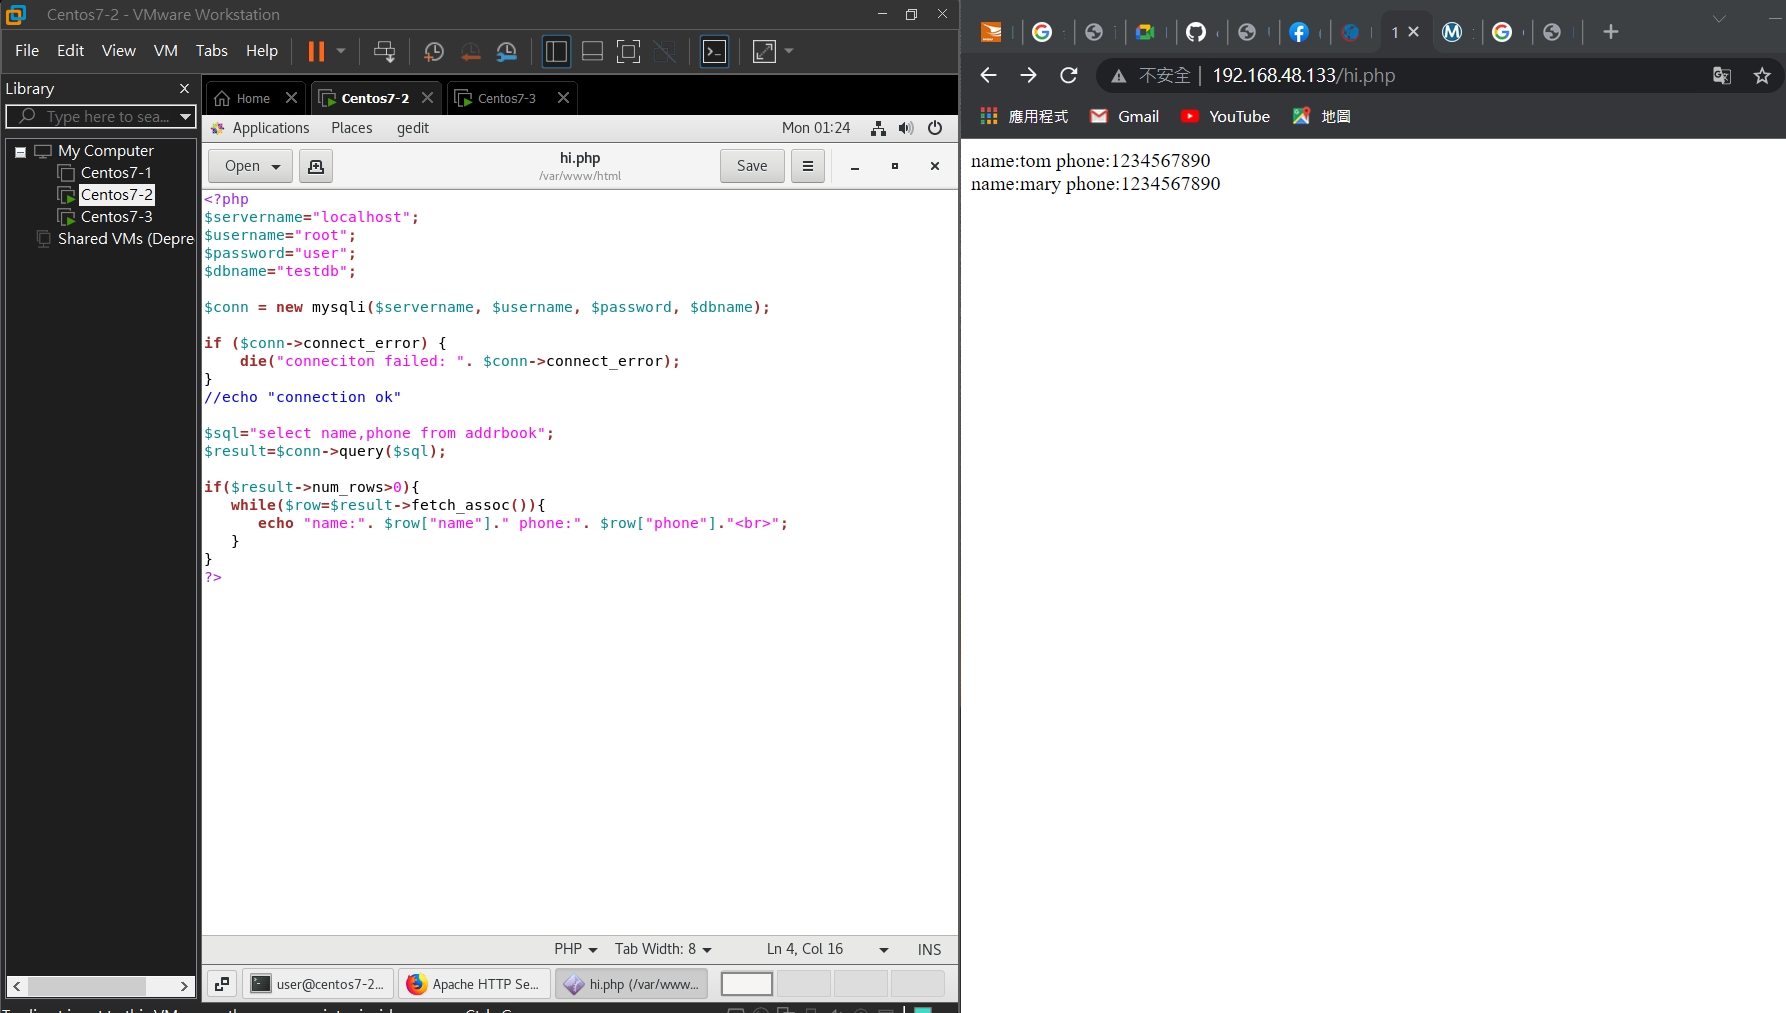 Centos7-2 - VMware Workstation
File Edit View VM Tabs Help
Library
Type here to sea...
My Computer
Centos7-1
Centos7-2
Centos7-3
Shared VMs (Depre
Home
Centos7-2
Centos7-3
Applications Places gedit Mon 01:24
Open hi.php Save
/var/www/html
<?php
$servername="localhost";
$username="root";
$password="user";
$dbname="testdb";
$conn = new mysqli($servername, $username, $password, $dbname);
if ($conn->connect_error) {
    die("conneciton failed: ". $conn->connect_error);
}
//echo "connection ok"
$sql="select name,phone from addrbook";
$result=$conn->query($sql);
if($result->num_rows>0){
   while($row=$result->fetch_assoc()){
      echo "name:". $row["name"]." phone:". $row["phone"]."<br>";
   }
}
?>
PHP Tab Width: 8 Ln 4, Col 16 INS
user@centos7-2... Apache HTTP Se... hi.php (/var/www...
1
不安全 192.168.48.133/hi.php
應用程式 Gmail YouTube 地圖
name:tom phone:1234567890
name:mary phone:1234567890